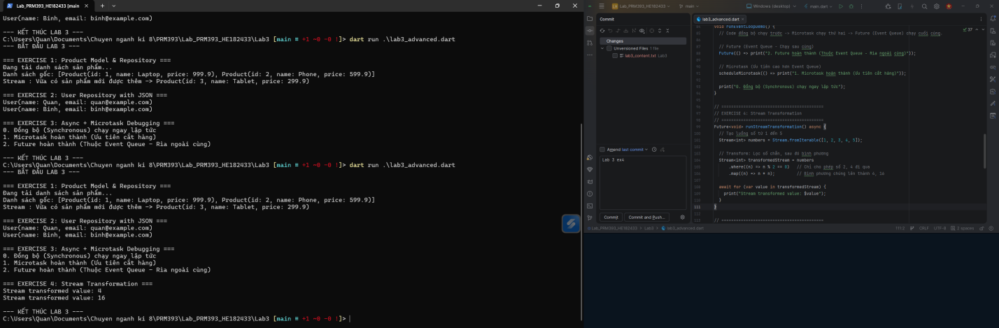 Lab_PRM393_HE182433 [main
User(name: Binh, email: binh@example.com)
--- KẾT THÚC LAB 3 ---
C:\Users\Quan\Documents\Chuyen nganh ki 8\PRM393\Lab_PRM393_HE182433\Lab3 [main ≡ +1 ~0 -0 !]> dart run .\lab3_advanced.dart
--- BẮT ĐẦU LAB 3 ---
=== EXERCISE 1: Product Model & Repository ===
Đang tải danh sách sản phẩm...
Danh sách gốc: [Product(id: 1, name: Laptop, price: 999.9), Product(id: 2, name: Phone, price: 599.9)]
Stream : Vừa có sản phẩm mới được thêm -> Product(id: 3, name: Tablet, price: 299.9)
=== EXERCISE 2: User Repository with JSON ===
User(name: Quan, email: quan@example.com)
User(name: Binh, email: binh@example.com)
=== EXERCISE 3: Async + Microtask Debugging ===
0. Đồng bộ (Synchronous) chạy ngay lập tức
1. Microtask hoàn thành (Ưu tiên cắt hàng)
2. Future hoàn thành (Thuộc Event Queue - Rìa ngoài cùng)
--- KẾT THÚC LAB 3 ---
C:\Users\Quan\Documents\Chuyen nganh ki 8\PRM393\Lab_PRM393_HE182433\Lab3 [main ≡ +1 ~0 -0 !]> dart run .\lab3_advanced.dart
--- BẮT ĐẦU LAB 3 ---
=== EXERCISE 1: Product Model & Repository ===
Đang tải danh sách sản phẩm...
Danh sách gốc: [Product(id: 1, name: Laptop, price: 999.9), Product(id: 2, name: Phone, price: 599.9)]
Stream : Vừa có sản phẩm mới được thêm -> Product(id: 3, name: Tablet, price: 299.9)
=== EXERCISE 2: User Repository with JSON ===
User(name: Quan, email: quan@example.com)
User(name: Binh, email: binh@example.com)
=== EXERCISE 3: Async + Microtask Debugging ===
0. Đồng bộ (Synchronous) chạy ngay lập tức
1. Microtask hoàn thành (Ưu tiên cắt hàng)
2. Future hoàn thành (Thuộc Event Queue - Rìa ngoài cùng)
=== EXERCISE 4: Stream Transformation ===
Stream transformed value: 4
Stream transformed value: 16
--- KẾT THÚC LAB 3 ---
C:\Users\Quan\Documents\Chuyen nganh ki 8\PRM393\Lab_PRM393_HE182433\Lab3 [main ≡ +1 ~0 -0 !]>
LH Lab_PRM393_HE182433 main Windows (desktop) main.dart
Commit
Changes
Unversioned Files 1 file
lab3_content.txt Lab3
Amend last commit
Lab 3 ex4
Commit Commit and Push...
lab3_advanced.dart
37
84 void runEventLoopDemo() {
85 // Code đồng bộ chạy trước -> Microtask chạy thứ hai -> Future (Event Queue) chạy cuối cùng.
// Future (Event Queue - Chạy sau cùng)
Future(() => print("2. Future hoàn thành (Thuộc Event Queue - Rìa ngoài cùng)"));
// Microtask (Ưu tiên cao hơn Event Queue)
scheduleMicrotask(() => print("1. Microtask hoàn thành (Ưu tiên cắt hàng)"));
print("0. Đồng bộ (Synchronous) chạy ngay lập tức");
}
// ==========================================
// EXERCISE 4: Stream Transformation
// ==========================================
Future<void> runStreamTransformation() async {
// Tạo luồng số từ 1 đến 5
Stream<int> numbers = Stream.fromIterable([1, 2, 3, 4, 5]);
// Transform: Lọc số chẵn, sau đó bình phương
Stream<int> transformedStream = numbers
.where((n) => n % 2 == 0) // Chỉ cho phép số 2, 4 đi qua
.map((n) => n * n); // Bình phương chúng lên thành 4, 16
await for (var value in transformedStream) {
print("Stream transformed value: $value");
}
111 }
// ==========================================
Lab_PRM393_HE182433 > Lab3 > lab3_advanced.dart 111:2 CRLF UTF-8 2 spaces